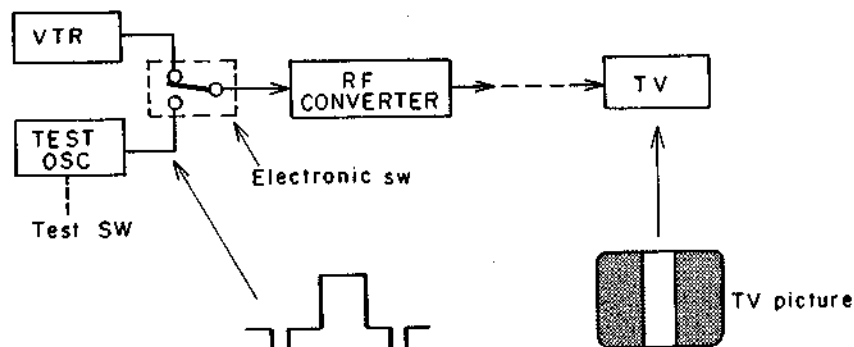 VTR
RF
CONVERTER
TV
TEST
OSC
Electronic sw
Test SW
TV picture